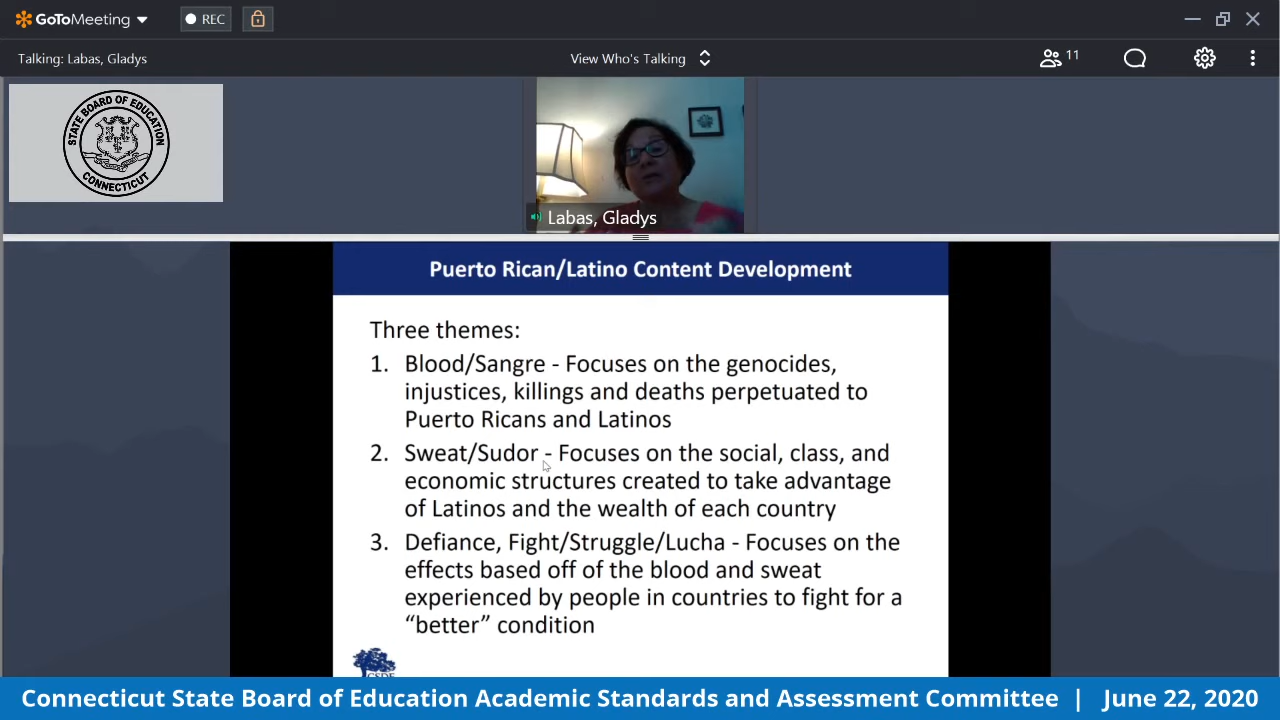 GoToMeeting
REC
Talking: Labas, Gladys
View Who's Talking
11
STATE BOARD OF EDUCATION
CONNECTICUT
Labas, Gladys
Puerto Rican/Latino Content Development
Three themes:
1. Blood/Sangre - Focuses on the genocides,
injustices, killings and deaths perpetuated to
Puerto Ricans and Latinos
2. Sweat/Sudor - Focuses on the social, class, and
economic structures created to take advantage
of Latinos and the wealth of each country
3. Defiance, Fight/Struggle/Lucha - Focuses on the
effects based off of the blood and sweat
experienced by people in countries to fight for a
“better” condition
CSDE
Connecticut State Board of Education Academic Standards and Assessment Committee | June 22, 2020